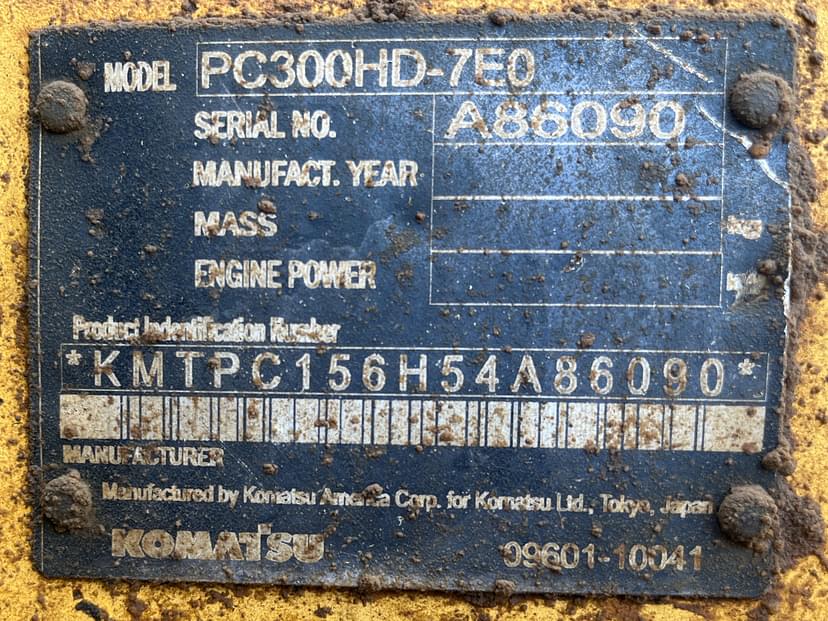 MODEL PC300HD-7E0
SERIAL NO. A86090
MANUFACT. YEAR
MASS kg
ENGINE POWER
Product Indentification Number
*KMTPC156H54A86090*
MANUFACTURER
Manufactured by Komatsu America Corp. for Komatsu Ltd., Tokyo, Japan
KOMATSU 09601-10041